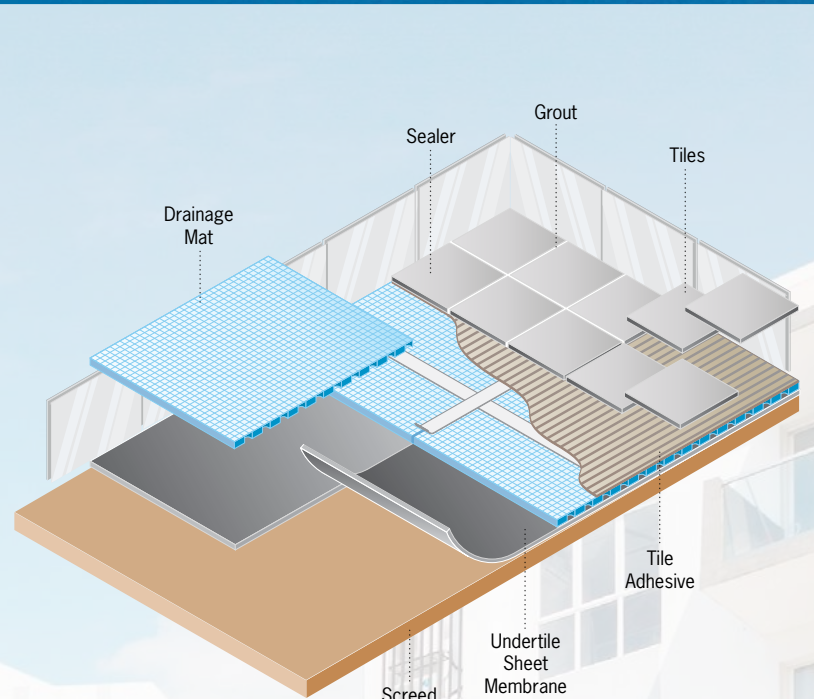 Grout
Sealer
Tiles
Drainage
Mat
Tile
Adhesive
Undertile
Sheet
Membrane
Screed